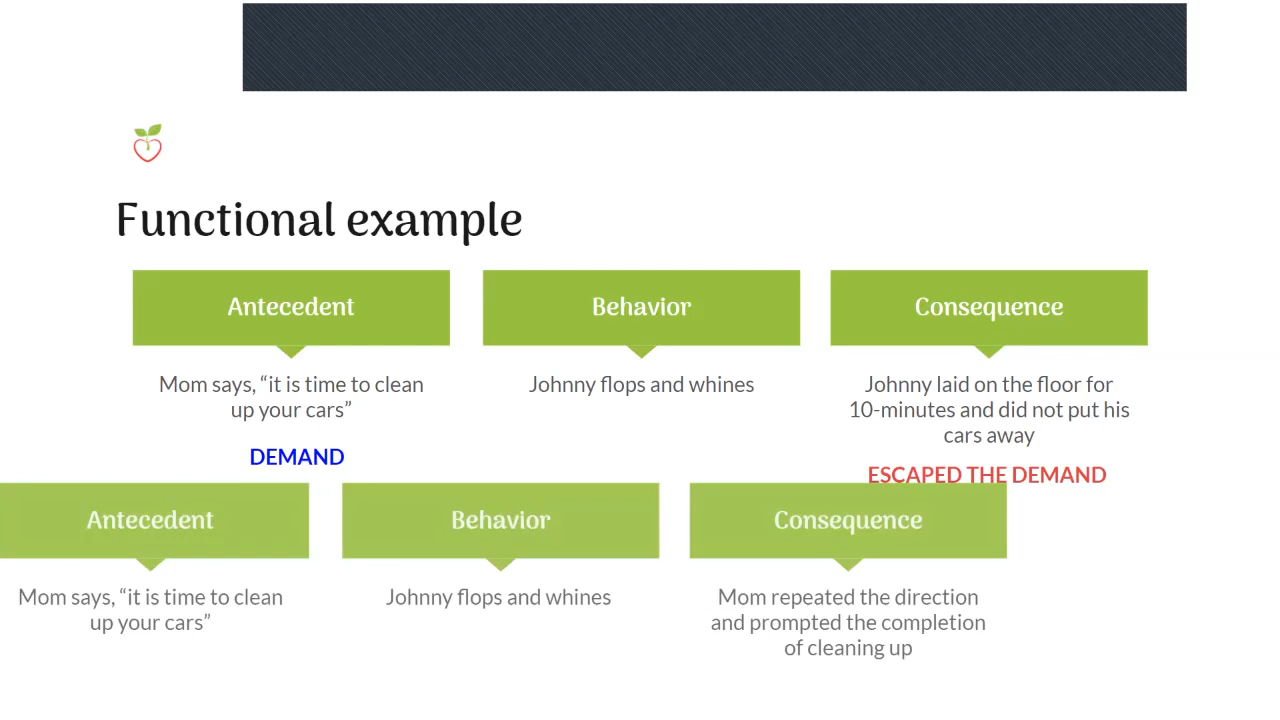 Functional example
Antecedent
Behavior
Consequence
Mom says, “it is time to clean
up your cars”
DEMAND
Johnny flops and whines
Johnny laid on the floor for
10-minutes and did not put his
cars away
ESCAPED THE DEMAND
Antecedent
Behavior
Consequence
Mom says, “it is time to clean
up your cars”
Johnny flops and whines
Mom repeated the direction
and prompted the completion
of cleaning up